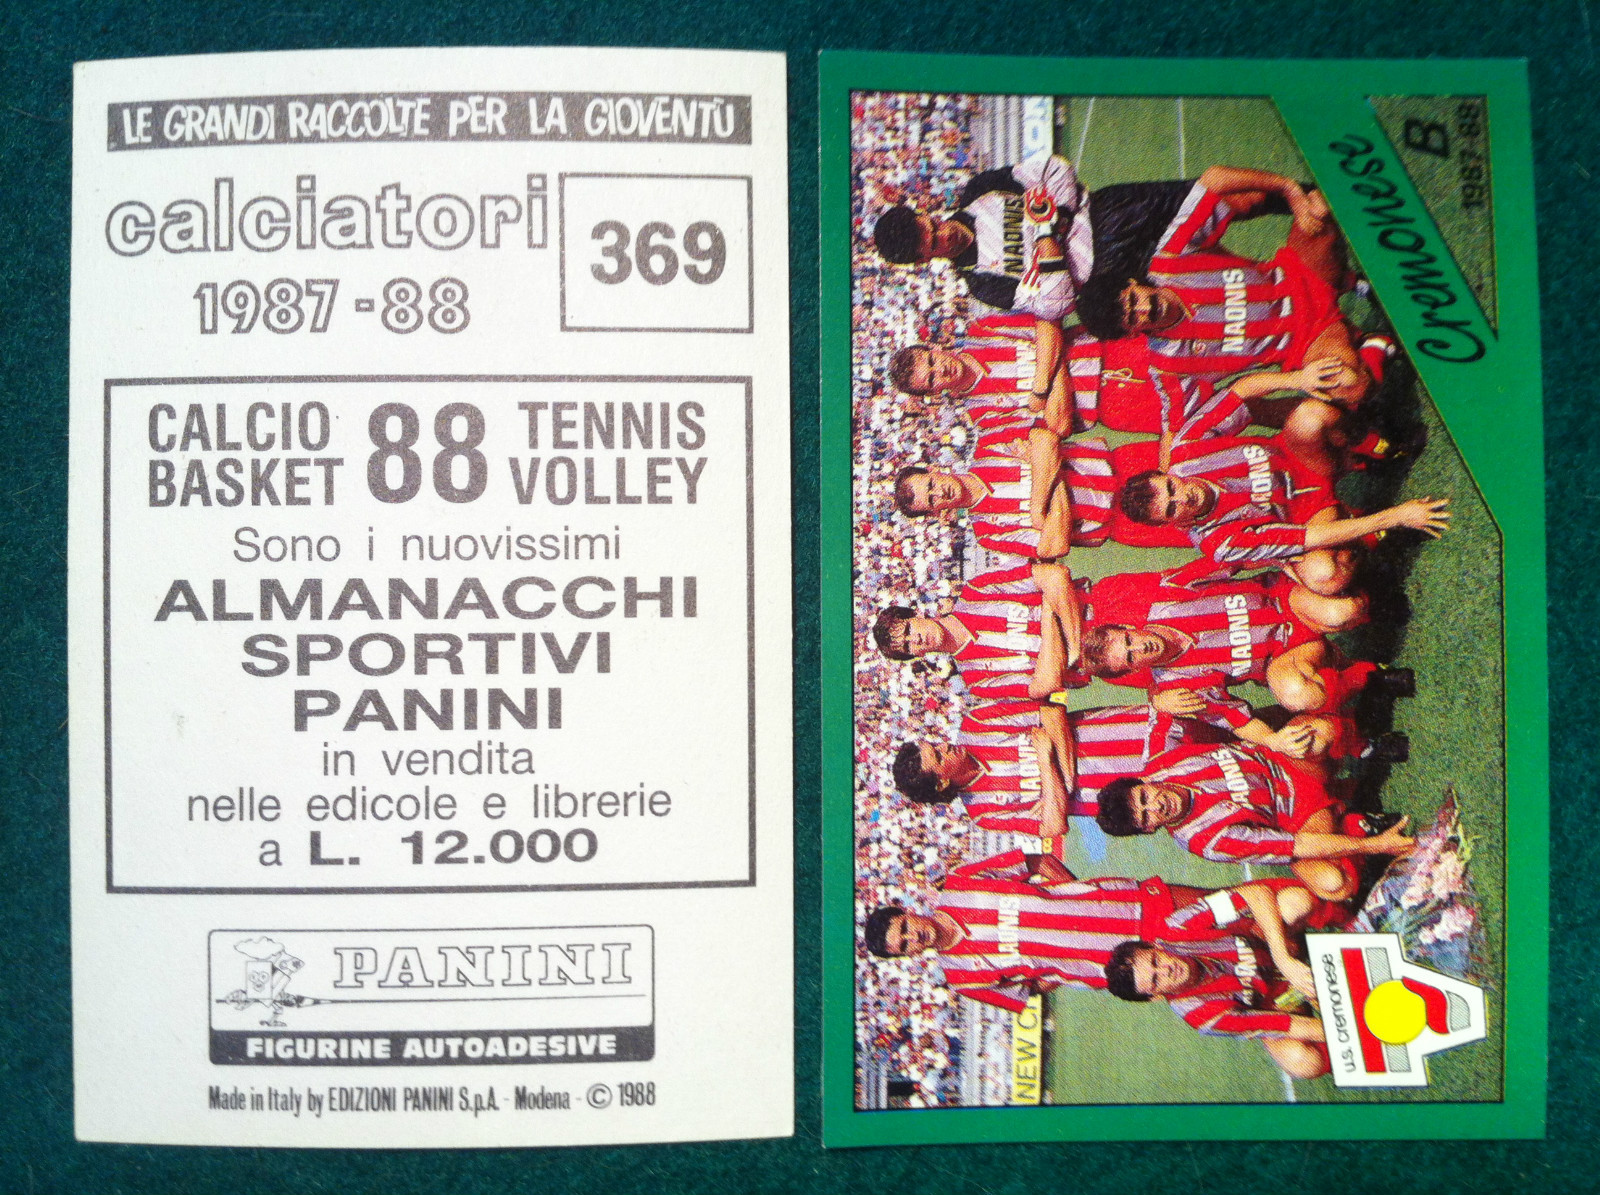 LE GRANDI RACCOLTE PER LA GIOVENTÙ
calciatori
1987-88
369
CALCIO 88 TENNIS
BASKET VOLLEY
Sono i nuovissimi
ALMANACCHI
SPORTIVI
PANINI
in vendita
nelle edicole e librerie
a L. 12.000
PANINI
FIGURINE AUTOADESIVE
Made in Italy by EDIZIONI PANINI S.p.A. - Modena - © 1988
Cremonese
B
1987-88
NAONIS
NAONIS
NAONIS
NAONIS
NAONIS
u.s. cremonese
NEW